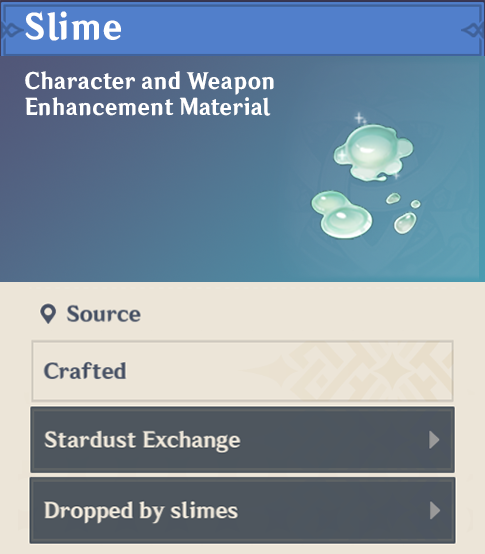 Slime
Character and Weapon
Enhancement Material
Source
Crafted
Stardust Exchange
Dropped by slimes